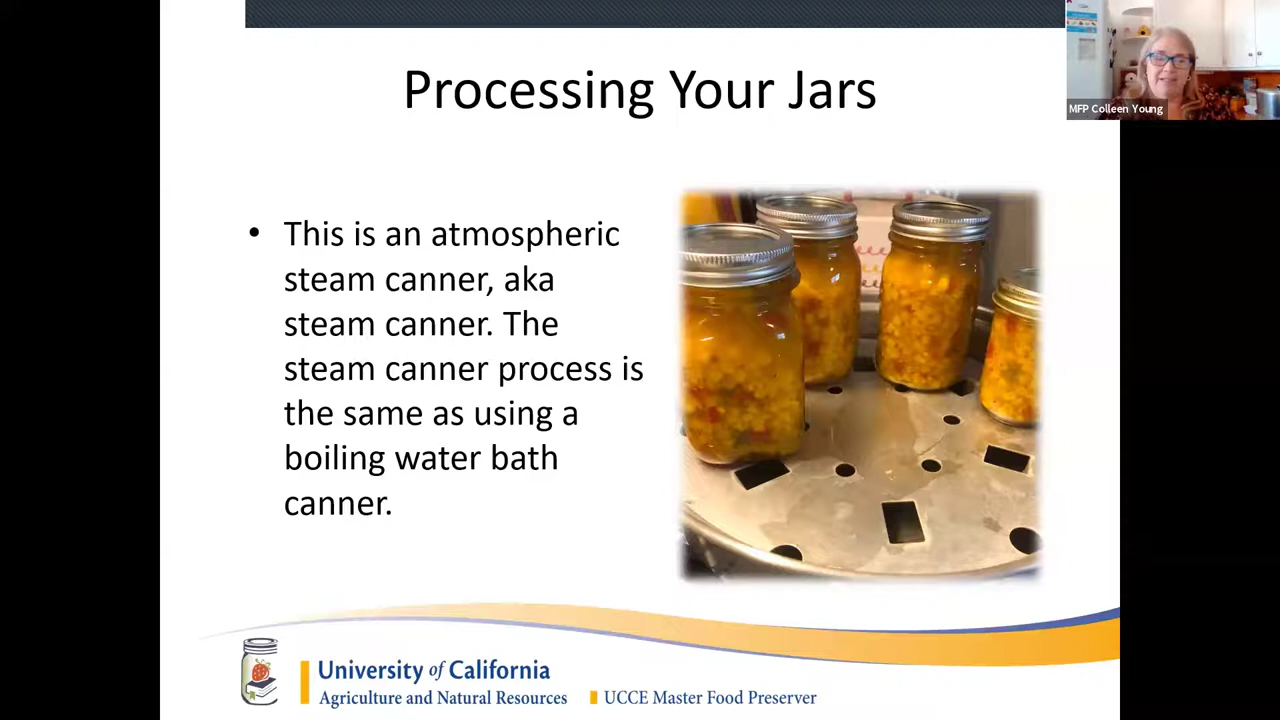 Processing Your Jars
MFP Colleen Young
• This is an atmospheric
steam canner, aka
steam canner. The
steam canner process is
the same as using a
boiling water bath
canner.
University of California
Agriculture and Natural Resources
UCCE Master Food Preserver